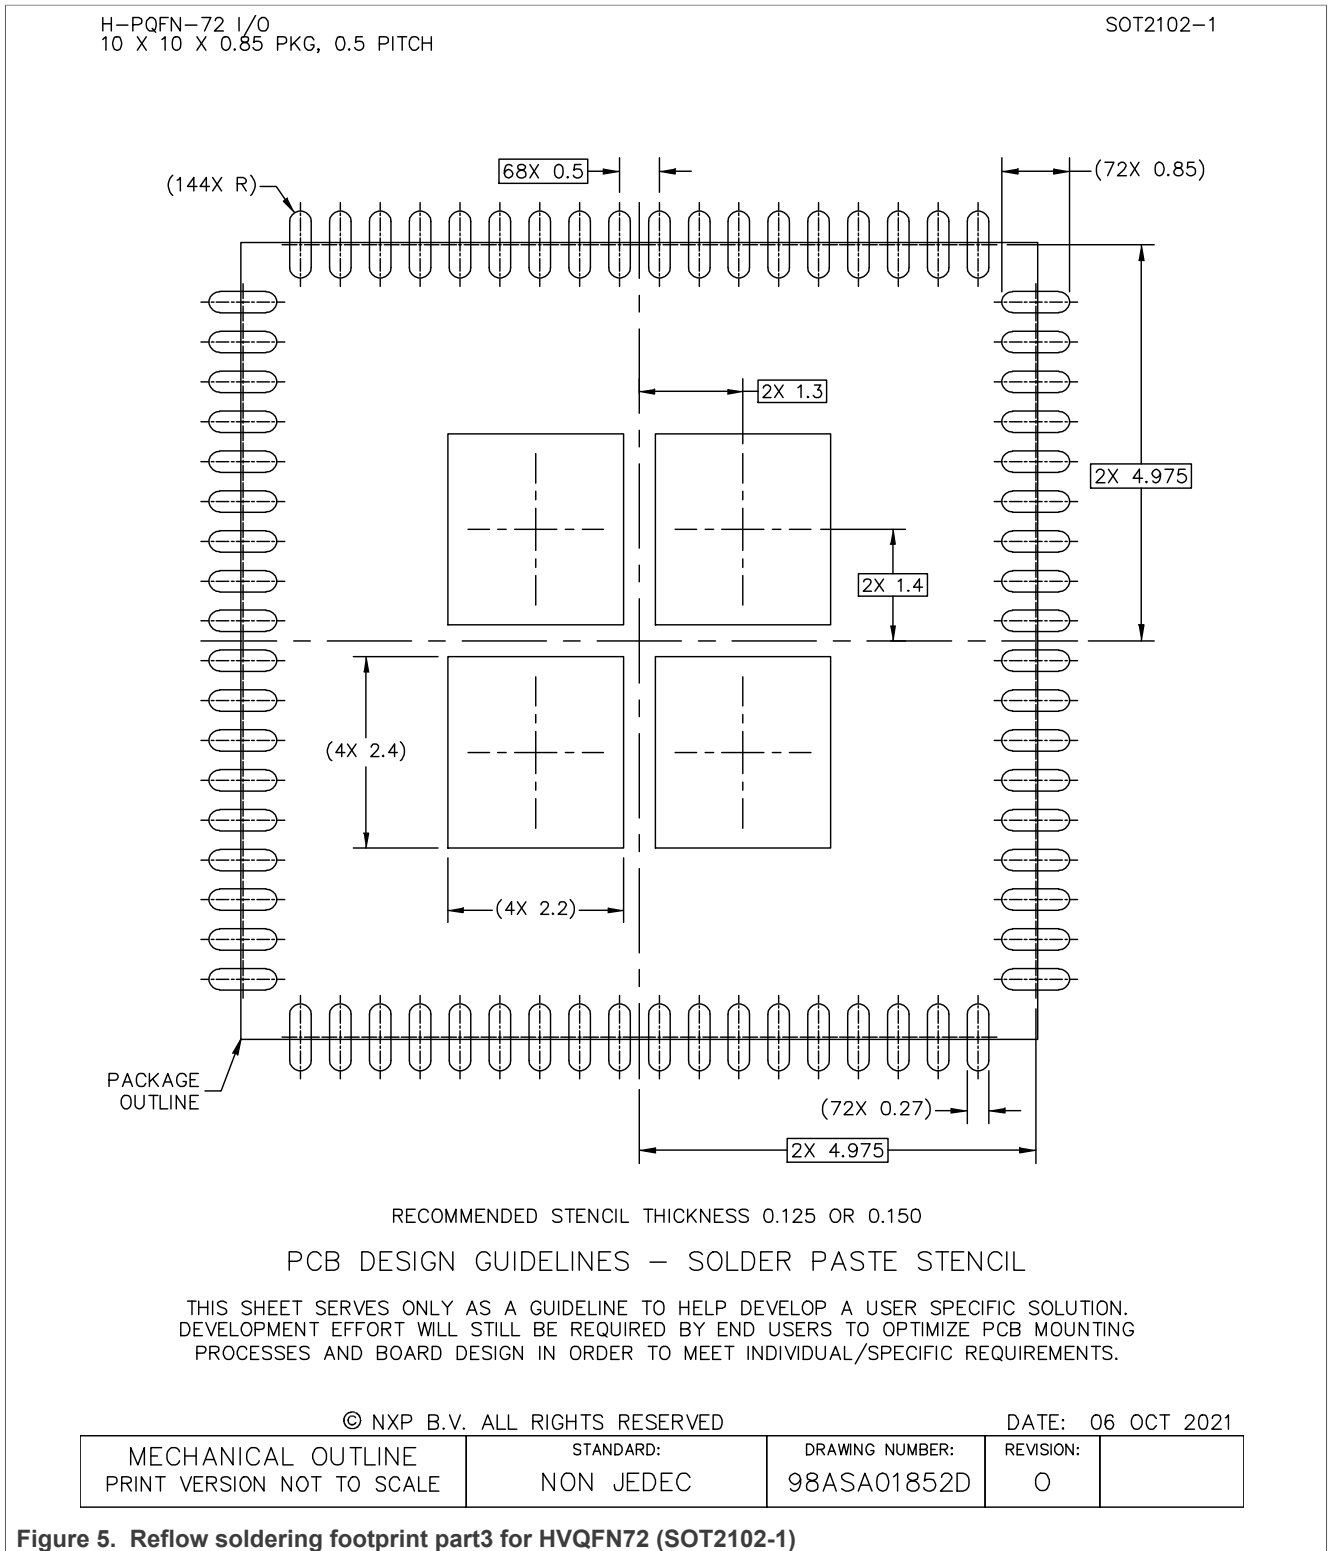 H-PQFN-72 I/O
10 X 10 X 0.85 PKG, 0.5 PITCH
SOT2102-1
68X 0.5
(72X 0.85)
(144X R)
2X 1.3
2X 4.975
2X 1.4
(4X 2.4)
(4X 2.2)
PACKAGE
OUTLINE
(72X 0.27)
2X 4.975
RECOMMENDED STENCIL THICKNESS 0.125 OR 0.150
PCB DESIGN GUIDELINES - SOLDER PASTE STENCIL
THIS SHEET SERVES ONLY AS A GUIDELINE TO HELP DEVELOP A USER SPECIFIC SOLUTION.
DEVELOPMENT EFFORT WILL STILL BE REQUIRED BY END USERS TO OPTIMIZE PCB MOUNTING
PROCESSES AND BOARD DESIGN IN ORDER TO MEET INDIVIDUAL/SPECIFIC REQUIREMENTS.
© NXP B.V. ALL RIGHTS RESERVED
DATE: 06 OCT 2021
MECHANICAL OUTLINE
PRINT VERSION NOT TO SCALE
STANDARD:
NON JEDEC
DRAWING NUMBER:
98ASA01852D
REVISION:
O
Figure 5. Reflow soldering footprint part3 for HVQFN72 (SOT2102-1)